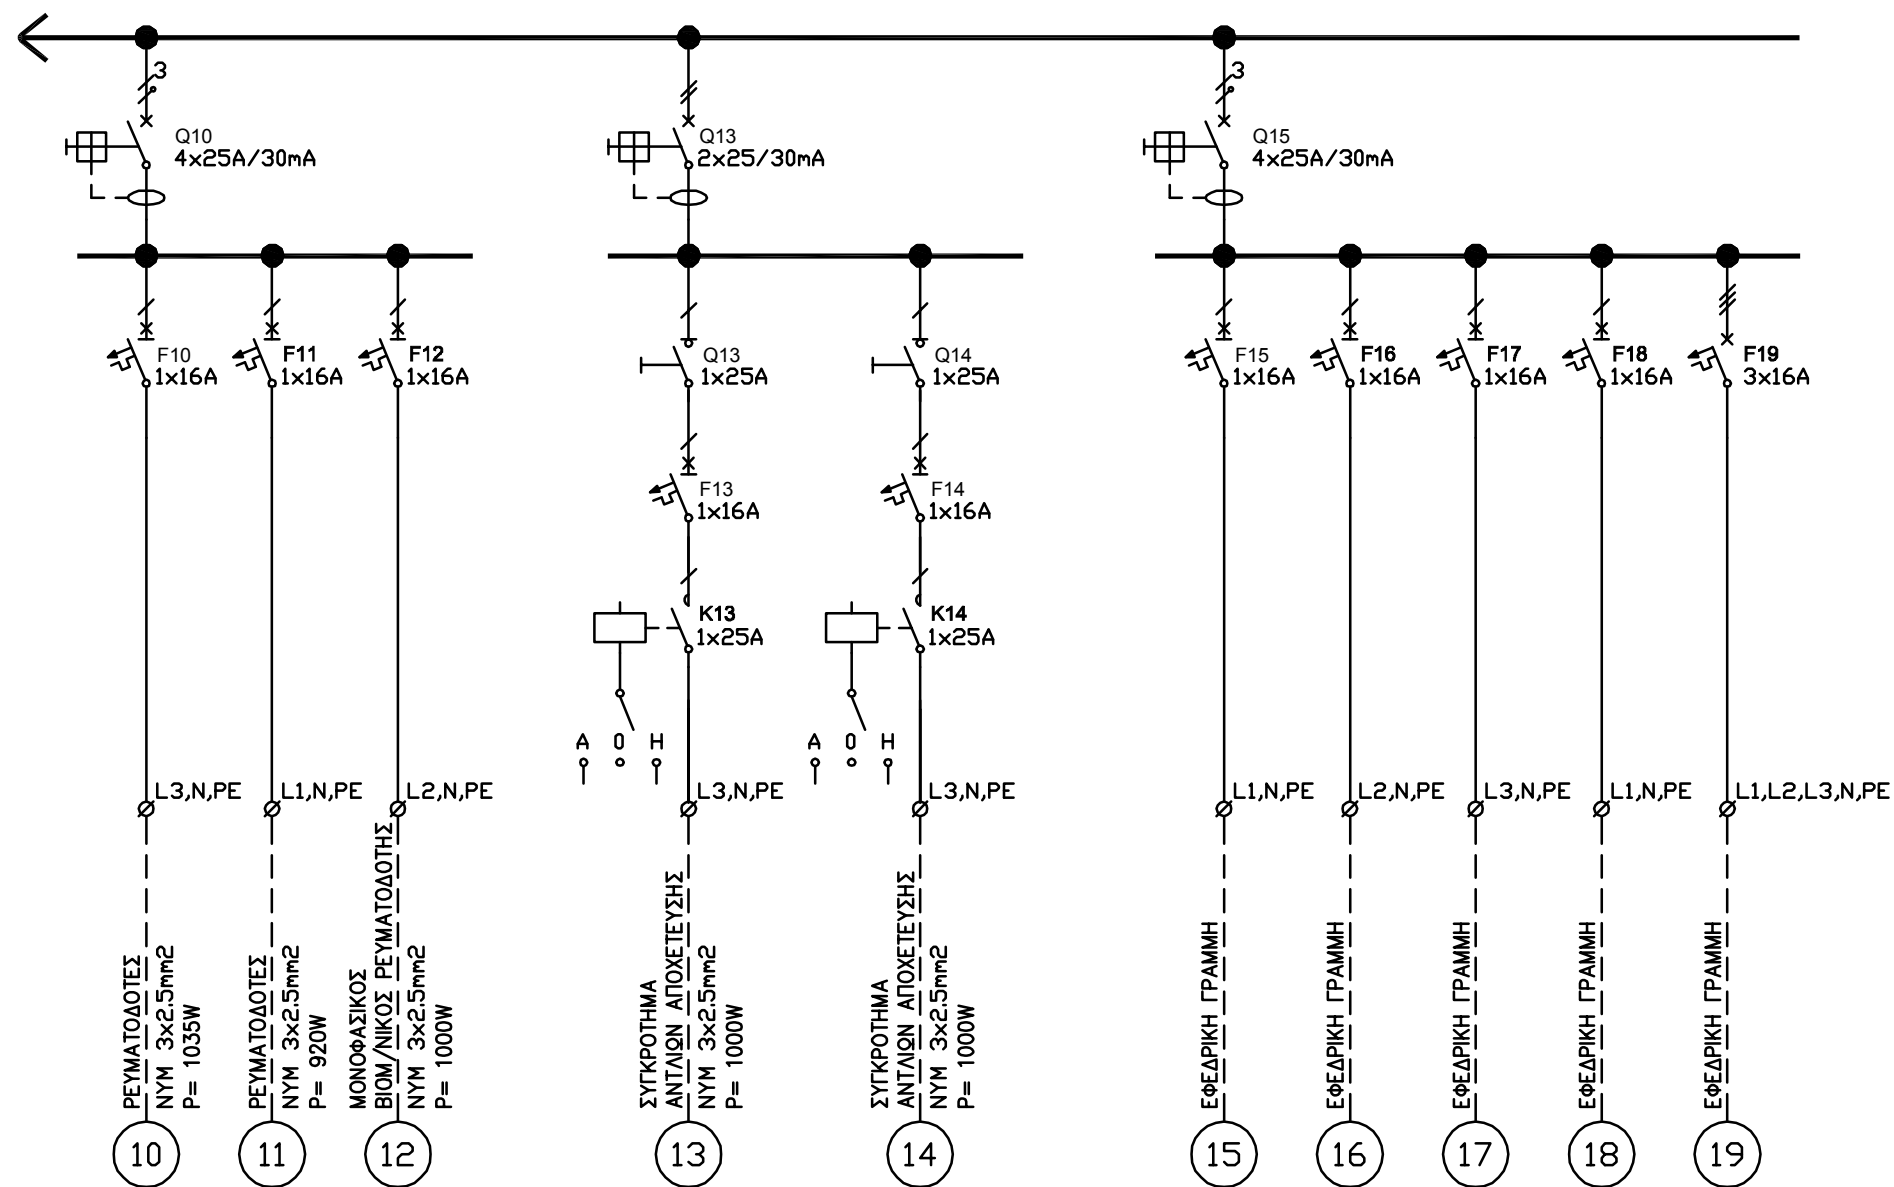 3
3
Q10
4x25A/30mA
Q13
2x25/30mA
Q15
4x25A/30mA
F10
1x16A
F11
1x16A
F12
1x16A
Q13
1x25A
Q14
1x25A
F15
1x16A
F16
1x16A
F17
1x16A
F18
1x16A
F19
3x16A
F13
1x16A
F14
1x16A
K13
1x25A
K14
1x25A
A 0 H
A 0 H
L3,N,PE
L1,N,PE
L2,N,PE
L3,N,PE
L3,N,PE
L1,N,PE
L2,N,PE
L3,N,PE
L1,N,PE
L1,L2,L3,N,PE
ΡΕΥΜΑΤΟΔΟΤΕΣ
NYM 3x2.5mm2
P= 1035W
ΡΕΥΜΑΤΟΔΟΤΕΣ
NYM 3x2.5mm2
P= 920W
ΜΟΝΟΦΑΣΙΚΟΣ
ΒΙΟΜ/ΝΙΚΟΣ ΡΕΥΜΑΤΟΔΟΤΗΣ
NYM 3x2.5mm2
P= 1000W
ΣΥΓΚΡΟΤΗΜΑ
ΑΝΤΛΙΩΝ ΑΠΟΧΕΤΕΥΣΗΣ
NYM 3x2.5mm2
P= 1000W
ΣΥΓΚΡΟΤΗΜΑ
ΑΝΤΛΙΩΝ ΑΠΟΧΕΤΕΥΣΗΣ
NYM 3x2.5mm2
P= 1000W
ΕΦΕΔΡΙΚΗ ΓΡΑΜΜΗ
ΕΦΕΔΡΙΚΗ ΓΡΑΜΜΗ
ΕΦΕΔΡΙΚΗ ΓΡΑΜΜΗ
ΕΦΕΔΡΙΚΗ ΓΡΑΜΜΗ
ΕΦΕΔΡΙΚΗ ΓΡΑΜΜΗ
10
11
12
13
14
15
16
17
18
19